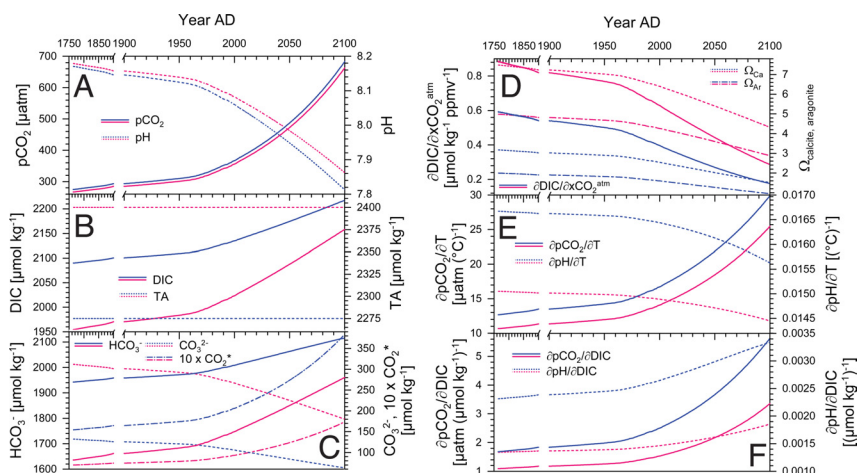 Year AD
1750 1850 1900 1950 2000 2050 2100
700
600
500
400
300
pCO₂ [µatm]
A
pCO₂
pH
8.2
8.1
8.0
7.9
7.8
pH
2200
2150
2100
2050
2000
1950
DIC [µmol kg⁻¹]
B
DIC
TA
2400
2375
2350
2325
2300
2275
TA [µmol kg⁻¹]
2100
2000
1900
1800
1700
1600
HCO₃⁻ [µmol kg⁻¹]
HCO₃⁻
CO₃²⁻
10 x CO₂*
C
350
300
250
200
150
100
CO₃²⁻, 10 x CO₂*
[µmol kg⁻¹]
Year AD
1750 1850 1900 1950 2000 2050 2100
0.8
0.6
0.4
0.2
∂DIC/∂xCO₂ᵃᵗᵐ
[µmol kg⁻¹ ppmv⁻¹]
D
Ω_Ca
Ω_Ar
∂DIC/∂xCO₂ᵃᵗᵐ
7
6
5
4
3
2
Ω_calcite, aragonite
30
25
20
15
10
∂pCO₂/∂T
[µatm (°C)⁻¹]
E
∂pCO₂/∂T
∂pH/∂T
0.0170
0.0165
0.0160
0.0155
0.0150
0.0145
∂pH/∂T [(°C)⁻¹]
5
4
3
2
1
∂pCO₂/∂DIC
[µatm (µmol kg⁻¹)⁻¹]
∂pCO₂/∂DIC
∂pH/∂DIC
F
0.0035
0.0030
0.0025
0.0020
0.0015
0.0010
∂pH/∂DIC
[(µmol kg⁻¹)⁻¹]